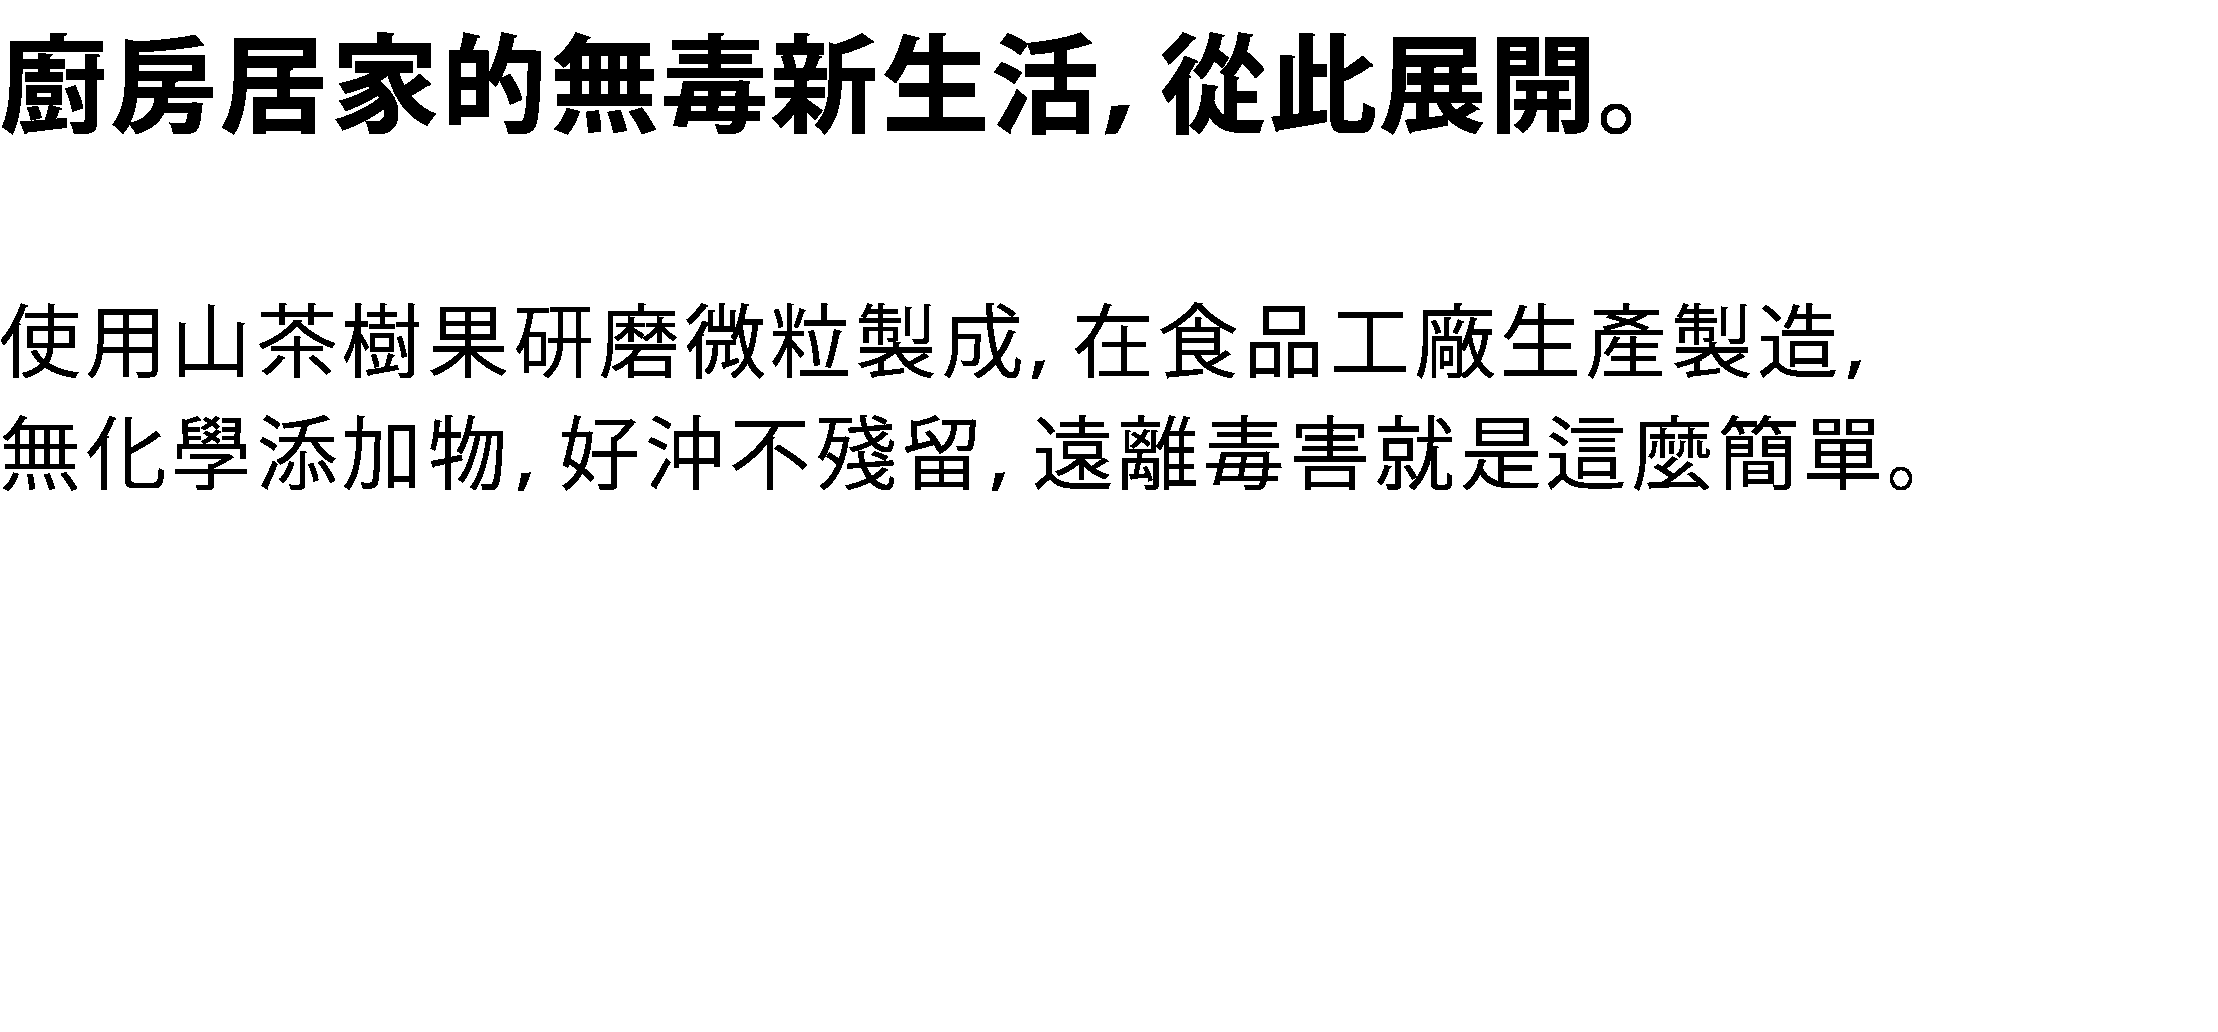 廚房居家的無毒新生活, 從此展開。
使用山茶樹果研磨微粒製成, 在食品工廠生產製造,
無化學添加物, 好沖不殘留, 遠離毒害就是這麼簡單。